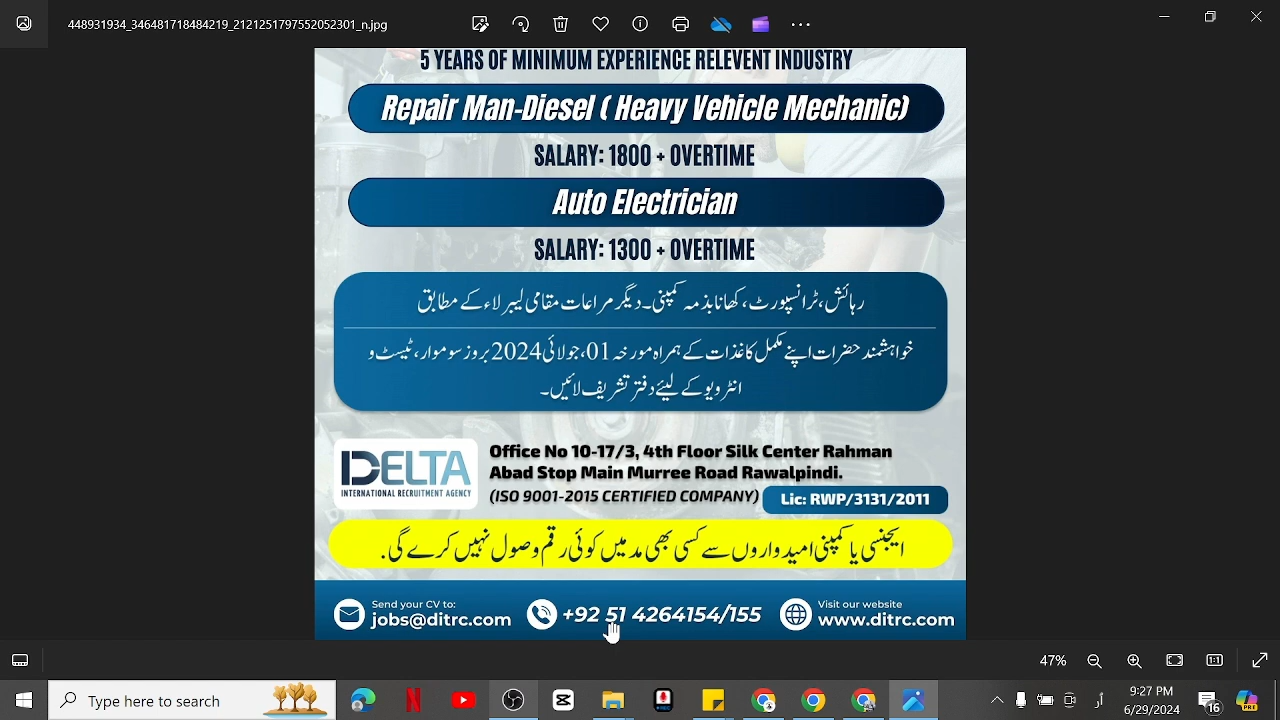 448931934_346481718484219_2121251797552052301_n.jpg
5 YEARS OF MINIMUM EXPERIENCE RELEVENT INDUSTRY
Repair Man-Diesel ( Heavy Vehicle Mechanic)
SALARY: 1800 + OVERTIME
Auto Electrician
SALARY: 1300 + OVERTIME
رہائش، ٹرانسپورٹ، کھانا بذمہ کمپنی۔ دیگر مراعات مقامی لیبر لاء کے مطابق
خواہشمند حضرات اپنے مکمل کاغذات کے ہمراہ مورخہ 01، جولائی 2024 بروز سوموار، ٹیسٹ و
انٹرویو کے لیئے دفتر تشریف لائیں۔
DELTA
INTERNATIONAL RECRUITMENT AGENCY
Office No 10-17/3, 4th Floor Silk Center Rahman
Abad Stop Main Murree Road Rawalpindi.
(ISO 9001-2015 CERTIFIED COMPANY)
Lic: RWP/3131/2011
ایجنسی یا کمپنی امیدواروں سے کسی بھی مد میں کوئی رقم وصول نہیں کرے گی.
Send your CV to:
jobs@ditrc.com
+92 51 4264154/155
Visit our website
www.ditrc.com
47%
Type here to search
9:27 PM
6/29/2024
16
PRE
REC